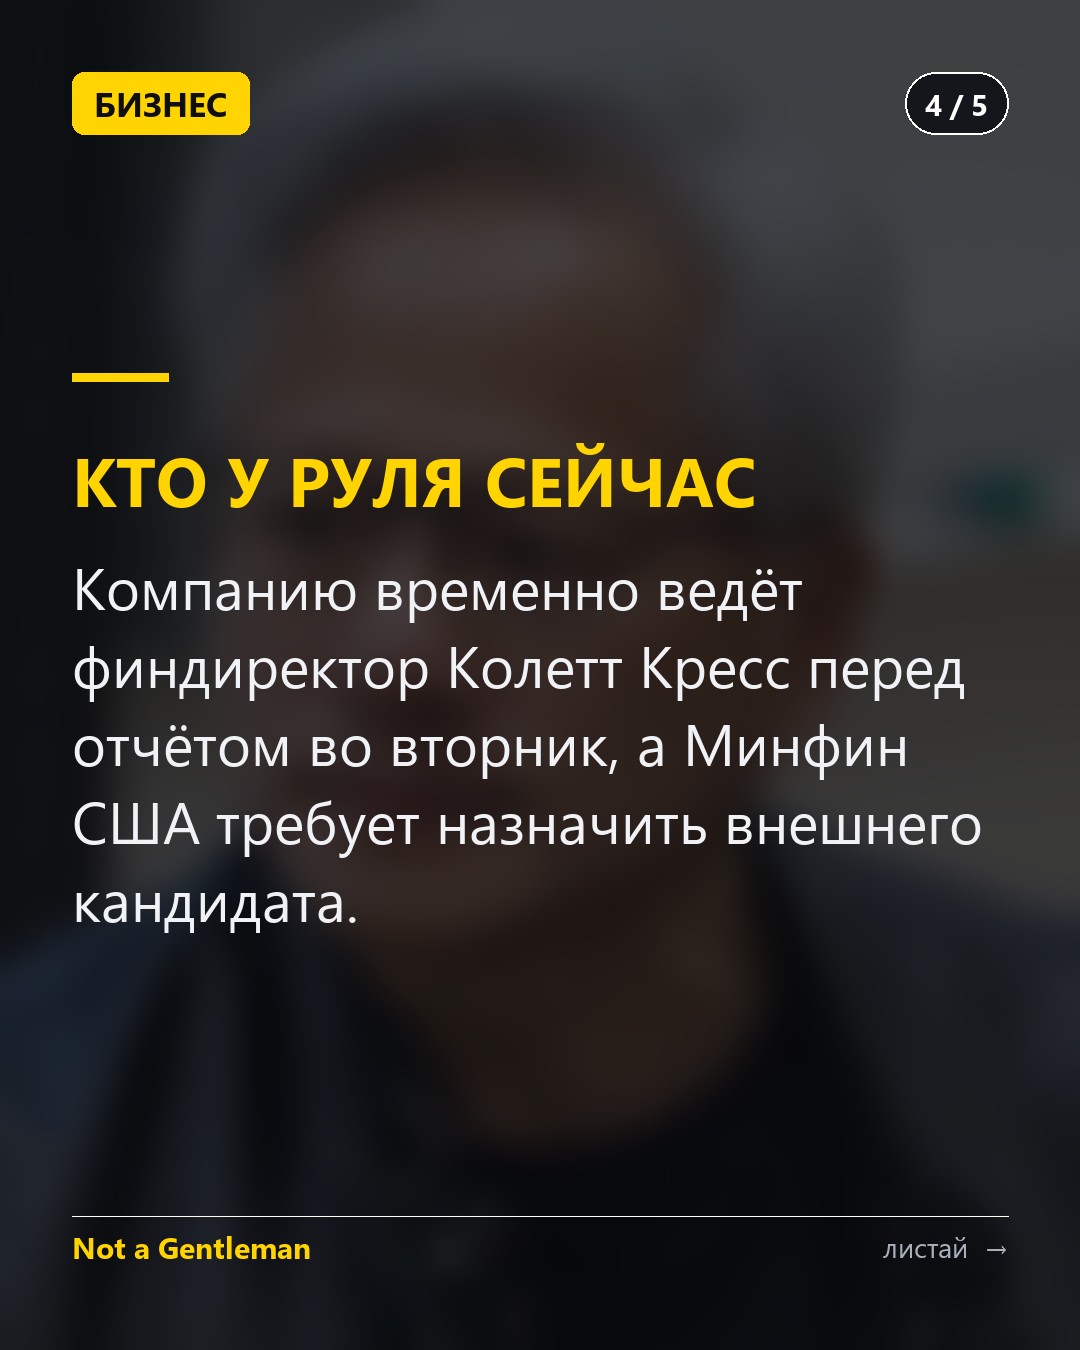 БИЗНЕС
4 / 5
КТО У РУЛЯ СЕЙЧАС
Компанию временно ведёт
финдиректор Колетт Кресс перед
отчётом во вторник, а Минфин
США требует назначить внешнего
кандидата.
Not a Gentleman
листай →